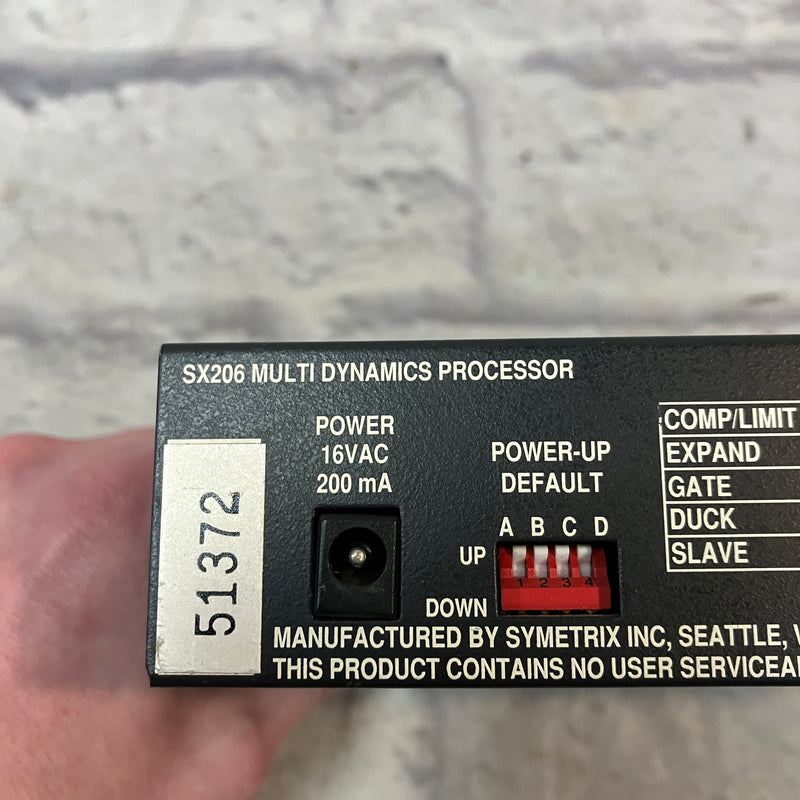 SX206 MULTI DYNAMICS PROCESSOR
POWER
16VAC
200 mA
POWER-UP
DEFAULT
A B C D
UP
1 2 3 4
DOWN
COMP/LIMIT
EXPAND
GATE
DUCK
SLAVE
51372
MANUFACTURED BY SYMETRIX INC, SEATTLE,
THIS PRODUCT CONTAINS NO USER